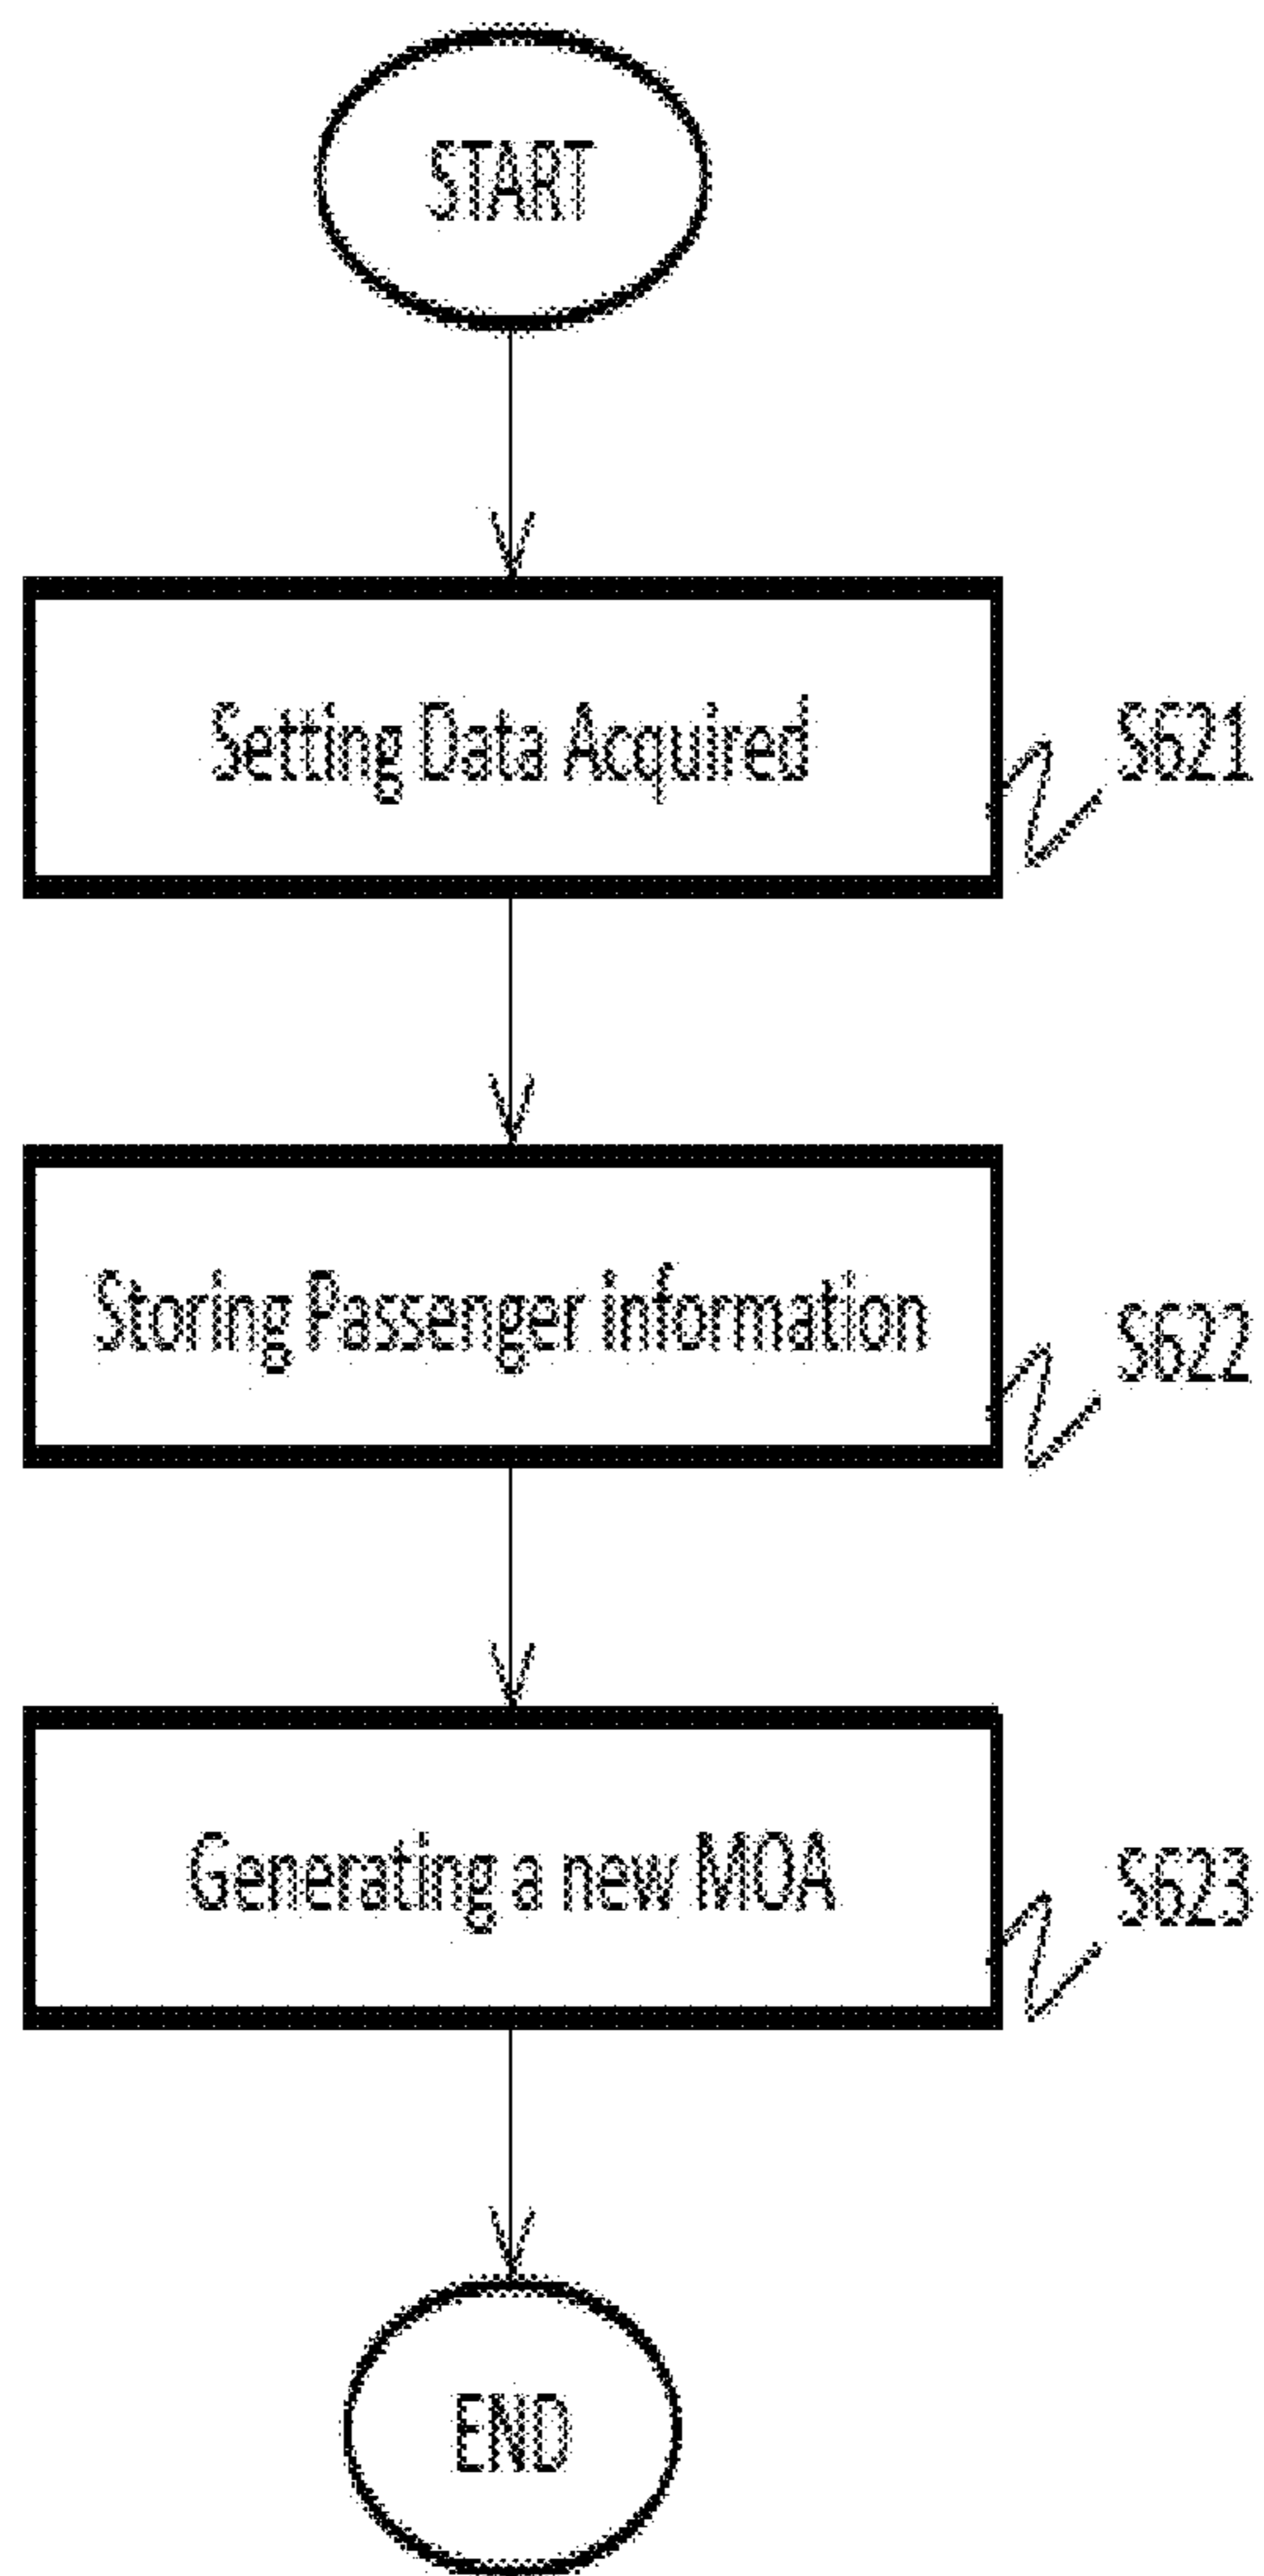 START
Setting Data Acquired
S621
Storing Passenger information
S622
Generating a new MOA
S623
END